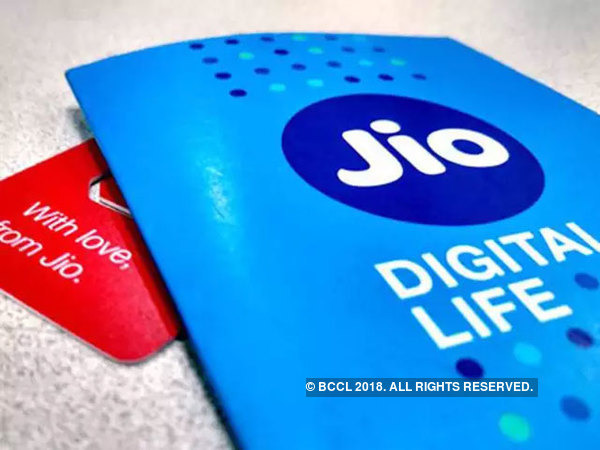 Jio
DIGITAL
LIFE
With love,
from Jio.
© BCCL 2018. ALL RIGHTS RESERVED.